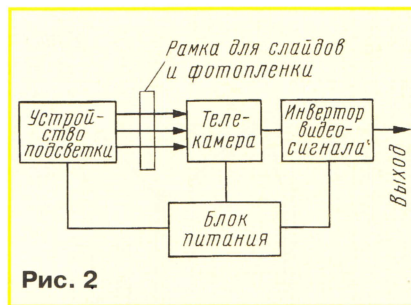 Рамка для слайдов
и фотопленки
Устрой-
ство
подсветки
Теле-
камера
Инвертор
видео-
сигнала
Выход
Блок
питания
Рис. 2